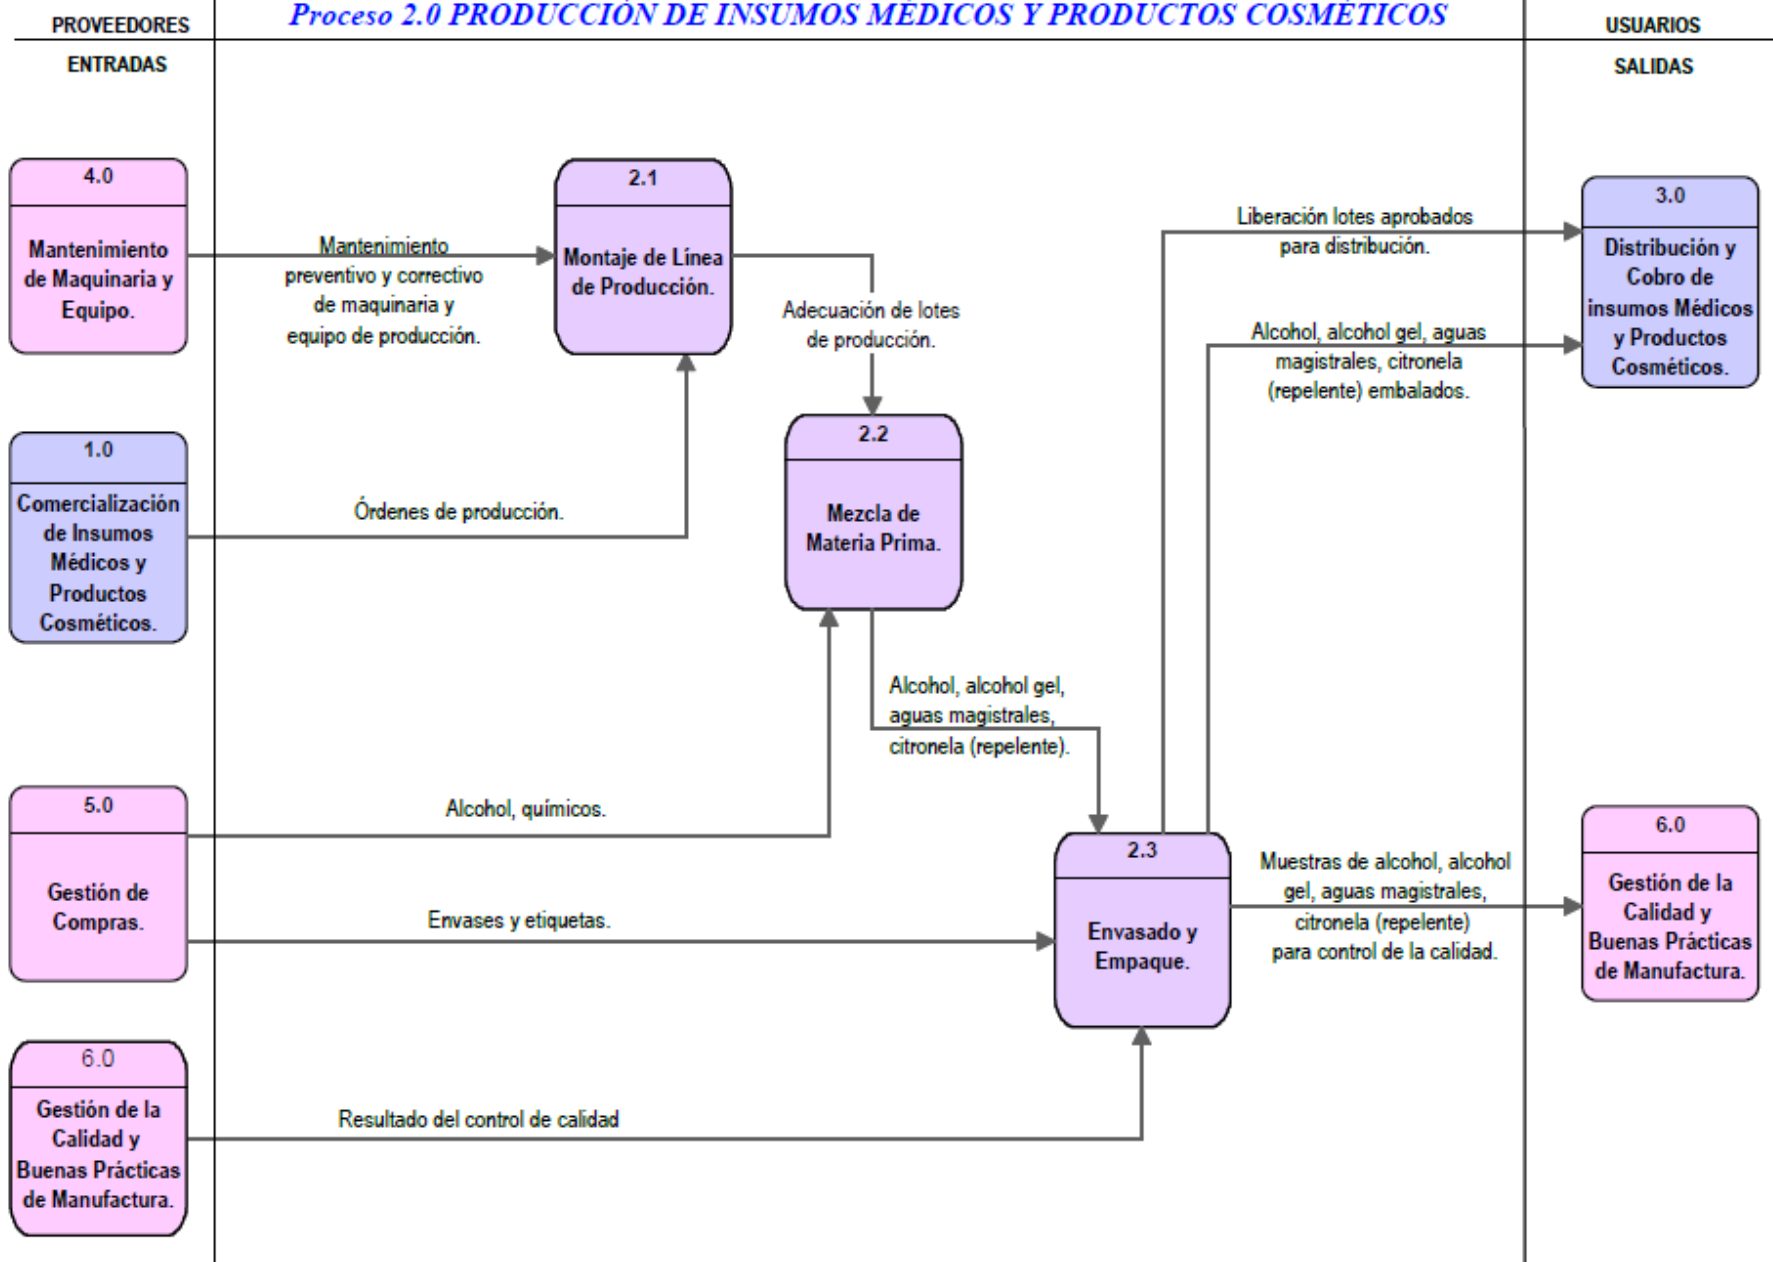 Proceso 2.0 PRODUCCIÓN DE INSUMOS MÉDICOS Y PRODUCTOS COSMÉTICOS
PROVEEDORES
USUARIOS
ENTRADAS
SALIDAS
4.0
Mantenimiento
de Maquinaria y
Equipo.
Mantenimiento
preventivo y correctivo
de maquinaria y
equipo de producción.
2.1
Montaje de Línea
de Producción.
Adecuación de lotes
de producción.
Liberación lotes aprobados
para distribución.
Alcohol, alcohol gel, aguas
magistrales, citronela
(repelente) embalados.
3.0
Distribución y
Cobro de
insumos Médicos
y Productos
Cosméticos.
1.0
Comercialización
de Insumos
Médicos y
Productos
Cosméticos.
Órdenes de producción.
2.2
Mezcla de
Materia Prima.
Alcohol, alcohol gel,
aguas magistrales,
citronela (repelente).
5.0
Gestión de
Compras.
Alcohol, químicos.
Envases y etiquetas.
2.3
Envasado y
Empaque.
Muestras de alcohol, alcohol
gel, aguas magistrales,
citronela (repelente)
para control de la calidad.
6.0
Gestión de la
Calidad y
Buenas Prácticas
de Manufactura.
6.0
Gestión de la
Calidad y
Buenas Prácticas
de Manufactura.
Resultado del control de calidad